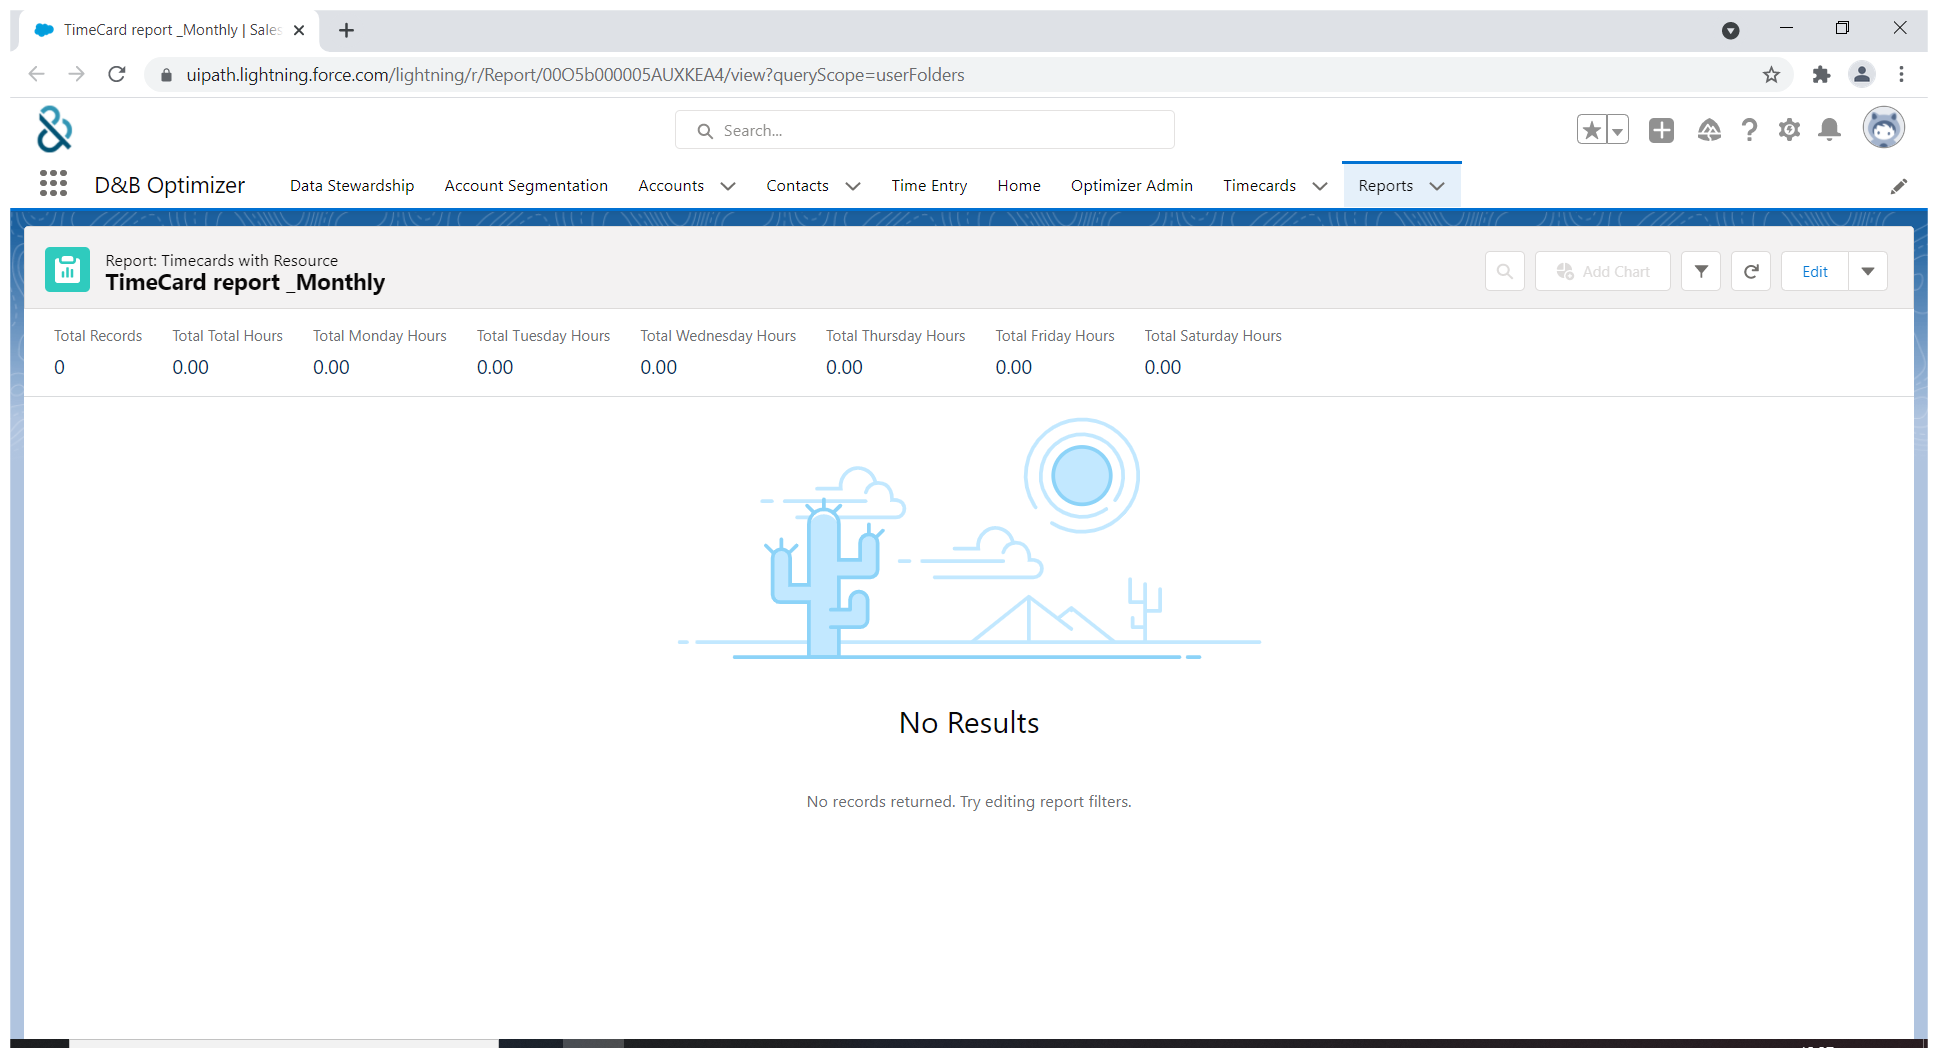 TimeCard report _Monthly | Sales
uipath.lightning.force.com/lightning/r/Report/00O5b000005AUXKEA4/view?queryScope=userFolders
Search...
D&B Optimizer
Data Stewardship
Account Segmentation
Accounts
Contacts
Time Entry
Home
Optimizer Admin
Timecards
Reports
Report: Timecards with Resource
TimeCard report _Monthly
Add Chart
Edit
Total Records
Total Total Hours
Total Monday Hours
Total Tuesday Hours
Total Wednesday Hours
Total Thursday Hours
Total Friday Hours
Total Saturday Hours
0
0.00
0.00
0.00
0.00
0.00
0.00
0.00
No Results
No records returned. Try editing report filters.